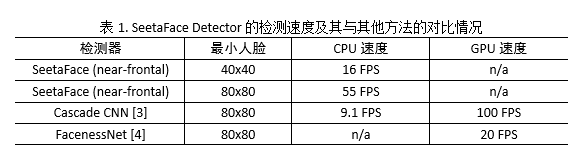 表 1. SeetaFace Detector 的检测速度及其与其他方法的对比情况
检测器 最小人脸 CPU 速度 GPU 速度
SeetaFace (near-frontal) 40x40 16 FPS n/a
SeetaFace (near-frontal) 80x80 55 FPS n/a
Cascade CNN [3] 80x80 9.1 FPS 100 FPS
FacenessNet [4] 80x80 n/a 20 FPS